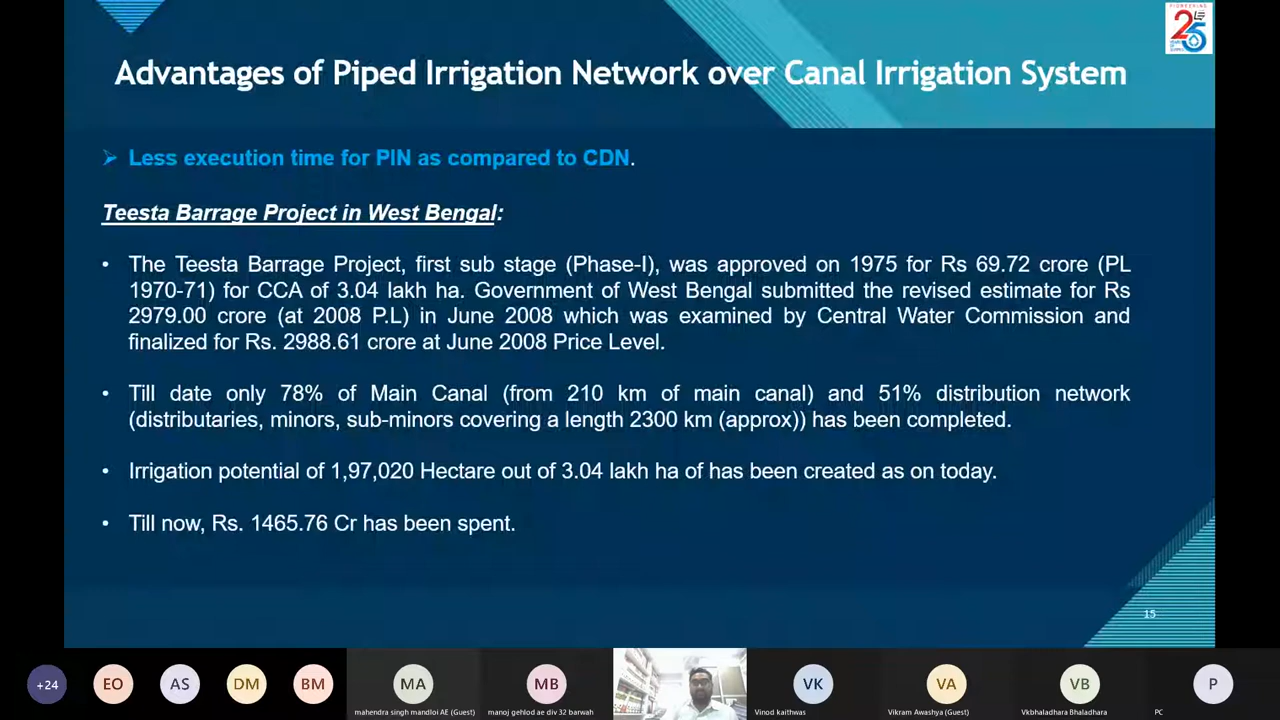 PIONEERING
25
Advantages of Piped Irrigation Network over Canal Irrigation System
➢ Less execution time for PIN as compared to CDN.
Teesta Barrage Project in West Bengal:
• The Teesta Barrage Project, first sub stage (Phase-I), was approved on 1975 for Rs 69.72 crore (PL
1970-71) for CCA of 3.04 lakh ha. Government of West Bengal submitted the revised estimate for Rs
2979.00 crore (at 2008 P.L) in June 2008 which was examined by Central Water Commission and
finalized for Rs. 2988.61 crore at June 2008 Price Level.
• Till date only 78% of Main Canal (from 210 km of main canal) and 51% distribution network
(distributaries, minors, sub-minors covering a length 2300 km (approx)) has been completed.
• Irrigation potential of 1,97,020 Hectare out of 3.04 lakh ha of has been created as on today.
• Till now, Rs. 1465.76 Cr has been spent.
15
+24 EO AS DM BM MA MB VK VA VB P
mahendra singh mandloi AE (Guest) manoj gehlod ae div 32 barwah Vinod kaithwas Vikram Awashya (Guest) Vkbhaladhara Bhaladhara PC